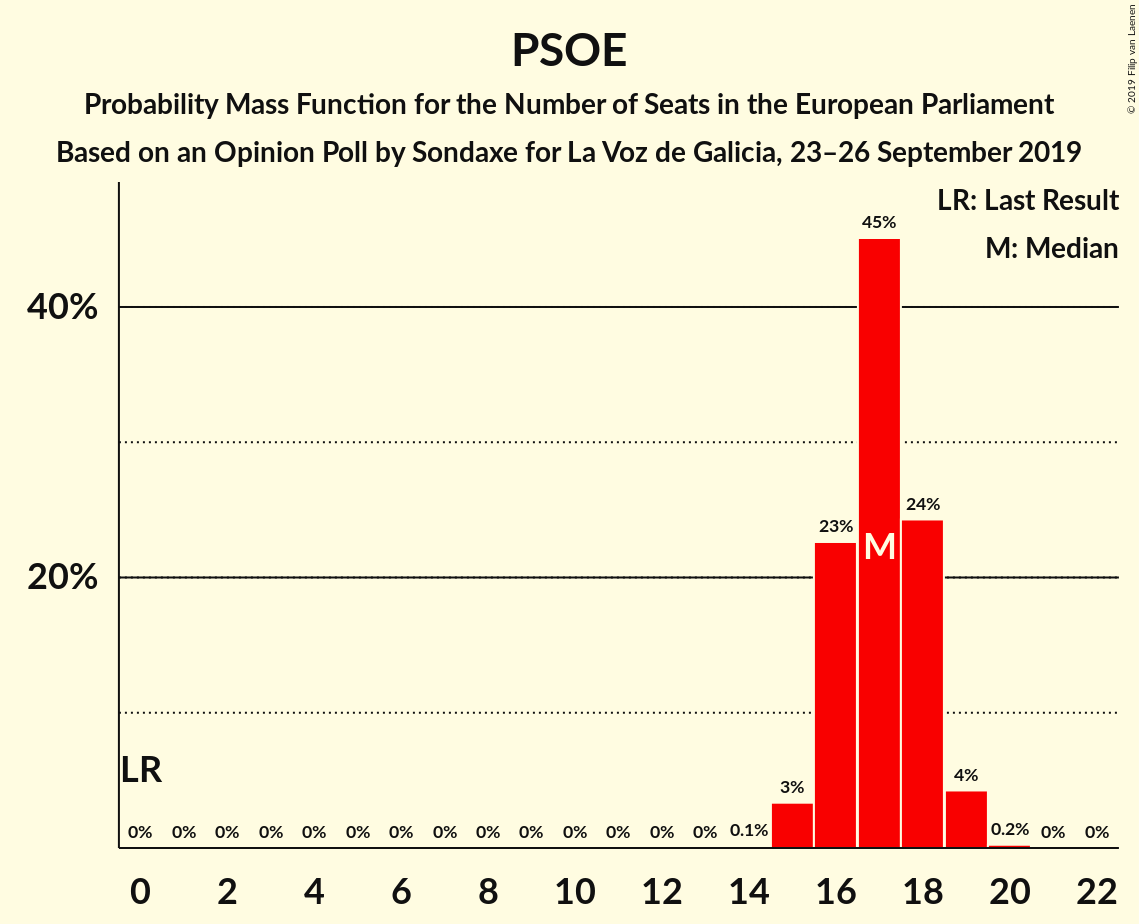 PSOE
Probability Mass Function for the Number of Seats in the European Parliament
Based on an Opinion Poll by Sondaxe for La Voz de Galicia, 23–26 September 2019
© 2019 Filip van Laenen
LR: Last Result
M: Median
45%
40%
24%
23%
M
20%
LR
4%
3%
0% 0% 0% 0% 0% 0% 0% 0% 0% 0% 0% 0% 0% 0% 0.1% 0.2% 0% 0%
0 2 4 6 8 10 12 14 16 18 20 22